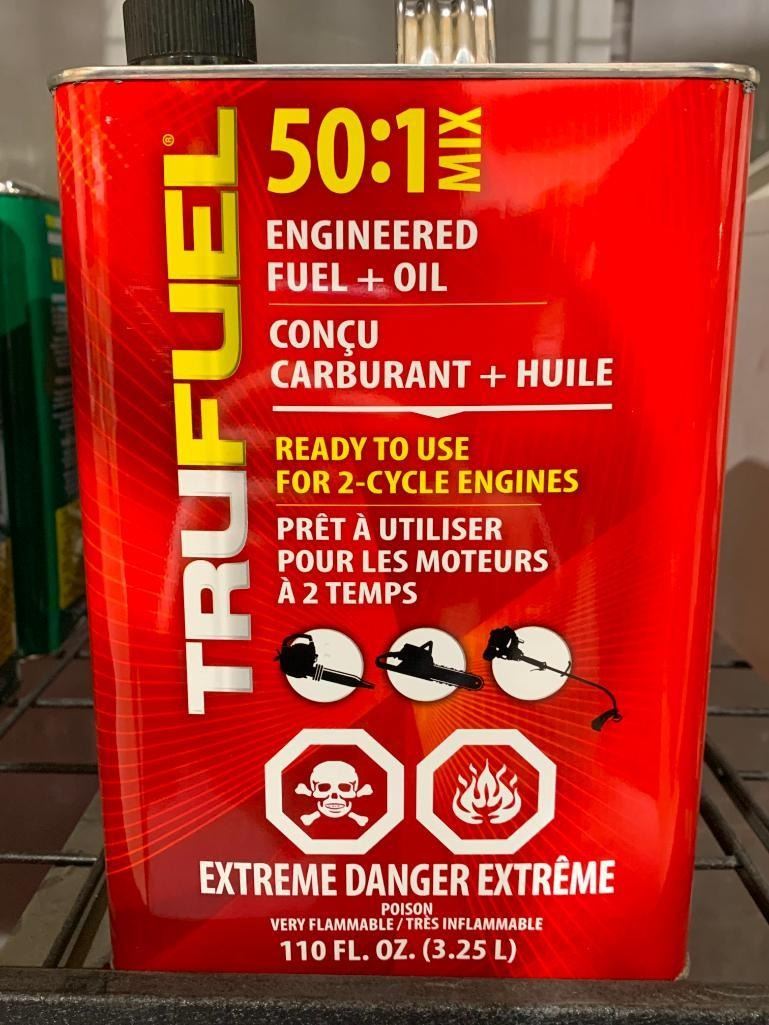 TRUFUEL®
50:1 MIX
ENGINEERED
FUEL + OIL
CONÇU
CARBURANT + HUILE
READY TO USE
FOR 2-CYCLE ENGINES
PRÊT À UTILISER
POUR LES MOTEURS
À 2 TEMPS
EXTREME DANGER EXTRÊME
POISON
VERY FLAMMABLE / TRÈS INFLAMMABLE
110 FL. OZ. (3.25 L)